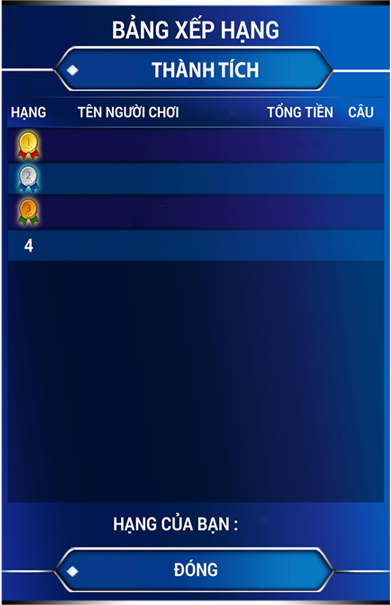 BẢNG XẾP HẠNG
THÀNH TÍCH
HẠNG TÊN NGƯỜI CHƠI TỔNG TIỀN CÂU
1
2
3
4
HẠNG CỦA BẠN :
ĐÓNG